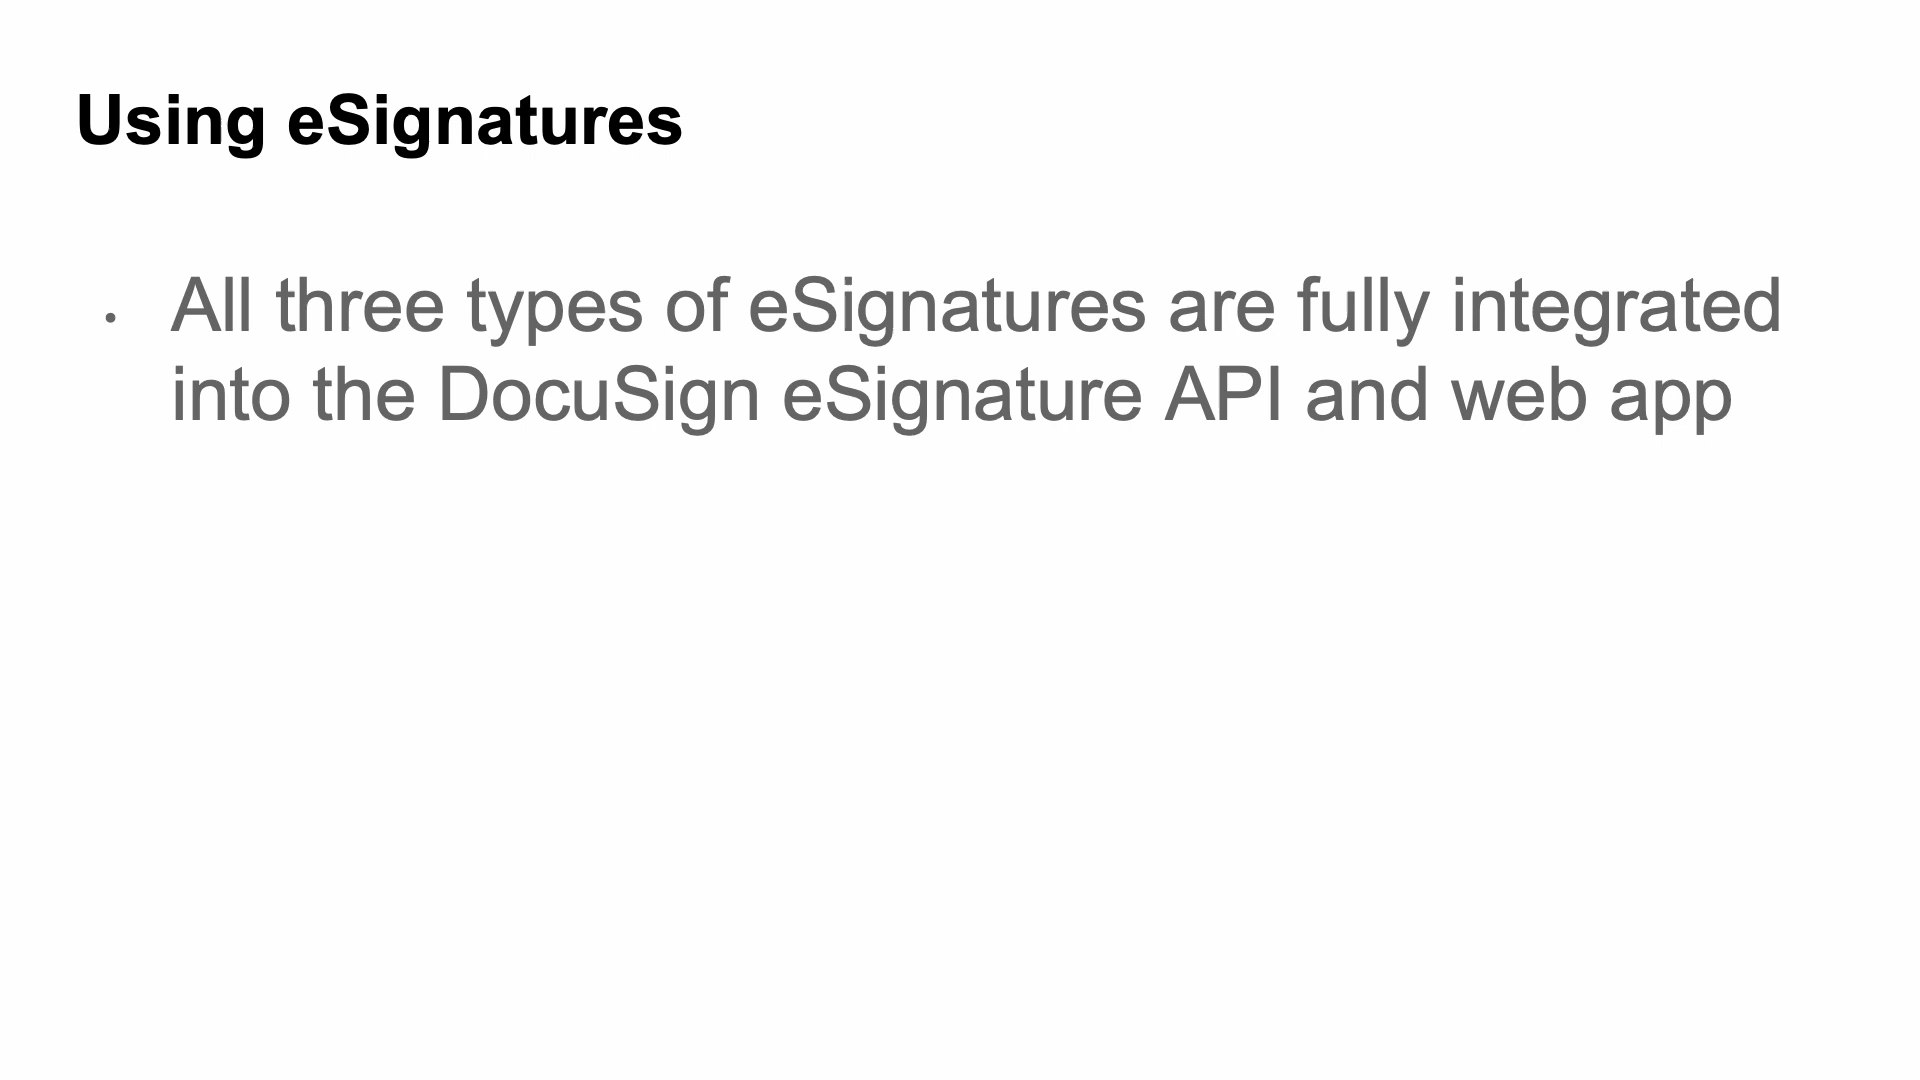 Using eSignatures
• All three types of eSignatures are fully integrated
into the DocuSign eSignature API and web app